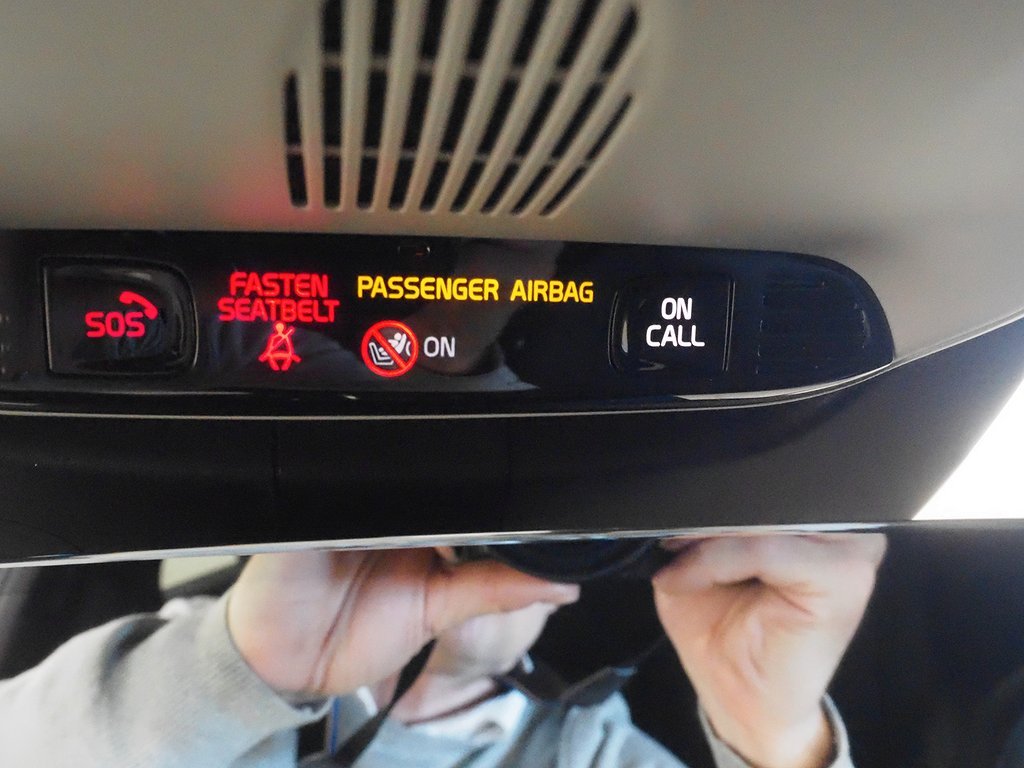 SOS
FASTEN
SEATBELT
PASSENGER AIRBAG
ON
ON
CALL